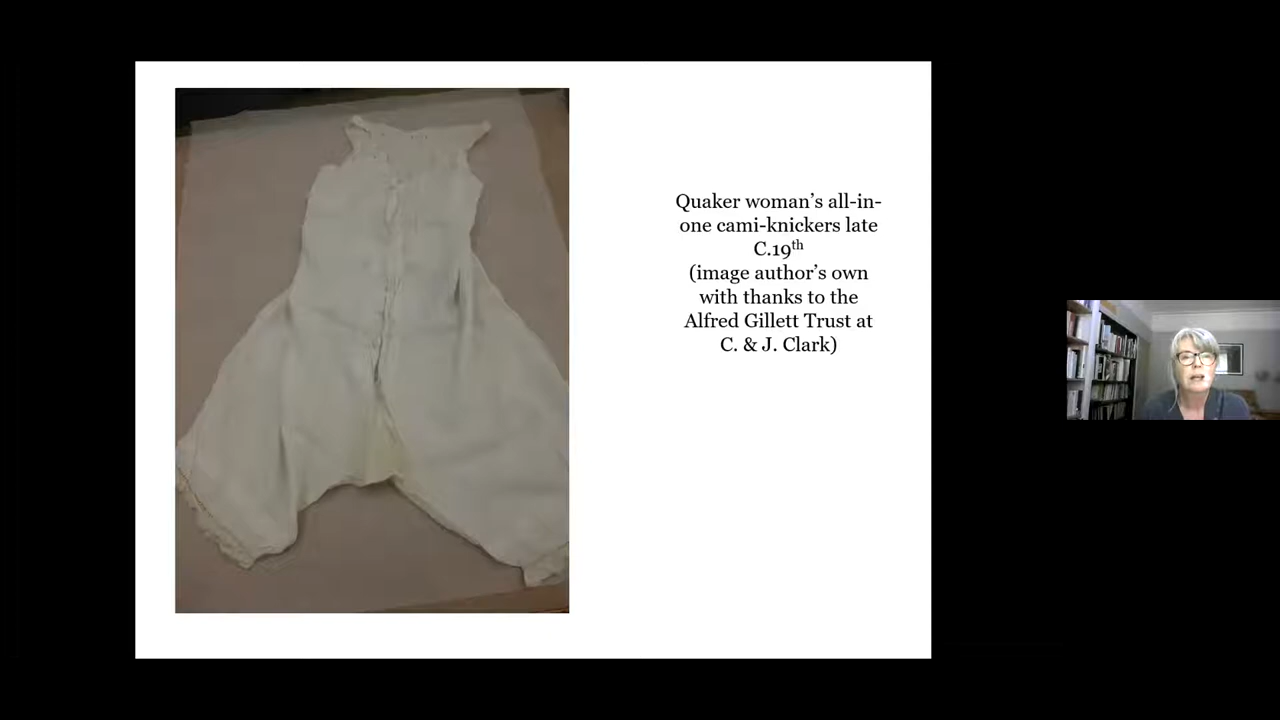 Quaker woman’s all-in-
one cami-knickers late
C.19th
(image author’s own
with thanks to the
Alfred Gillett Trust at
C. & J. Clark)